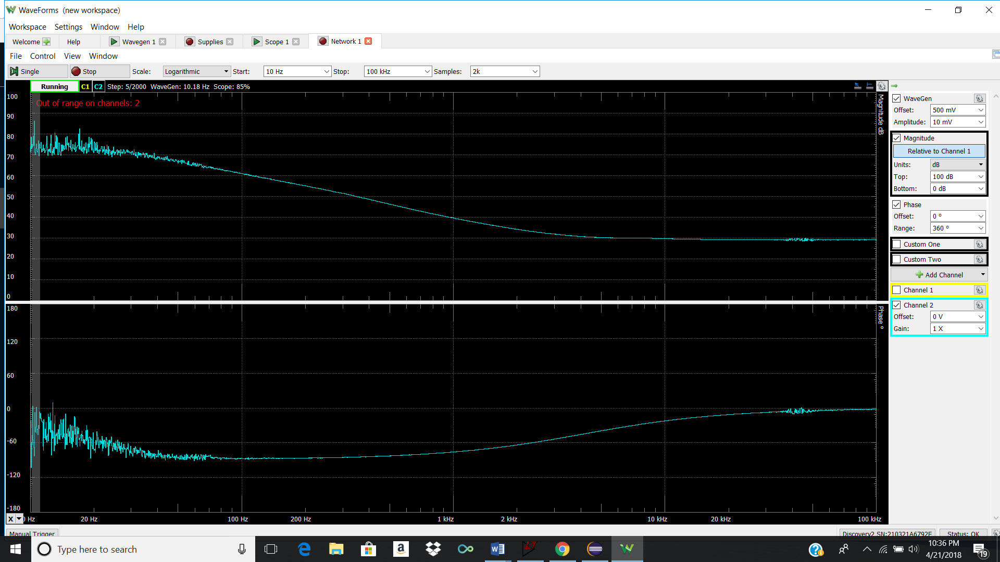 WaveForms (new workspace)
Workspace Settings Window Help
Welcome Help Wavegen 1 Supplies Scope 1 Network 1
File Control View Window
Single Stop Scale: Logarithmic Start: 10 Hz Stop: 100 kHz Samples: 2k
Running C1 C2 Step: 5/2000 WaveGen: 10.18 Hz Scope: 85%
Out of range on channels: 2
100
90
80
70
60
50
40
30
20
10
0
Magnitude dB
180
120
60
0
-60
-120
-180
Phase °
X 0 Hz 20 Hz 100 Hz 200 Hz 1 kHz 2 kHz 10 kHz 20 kHz 100 kHz
WaveGen
Offset: 500 mV
Amplitude: 10 mV
Magnitude
Relative to Channel 1
Units: dB
Top: 100 dB
Bottom: 0 dB
Phase
Offset: 0 °
Range: 360 °
Custom One
Custom Two
Add Channel
Channel 1
Channel 2
Offset: 0 V
Gain: 1 X
Manual Trigger Discovery2 SN:210321A6792E Status: OK
Type here to search
10:36 PM
4/21/2018
19